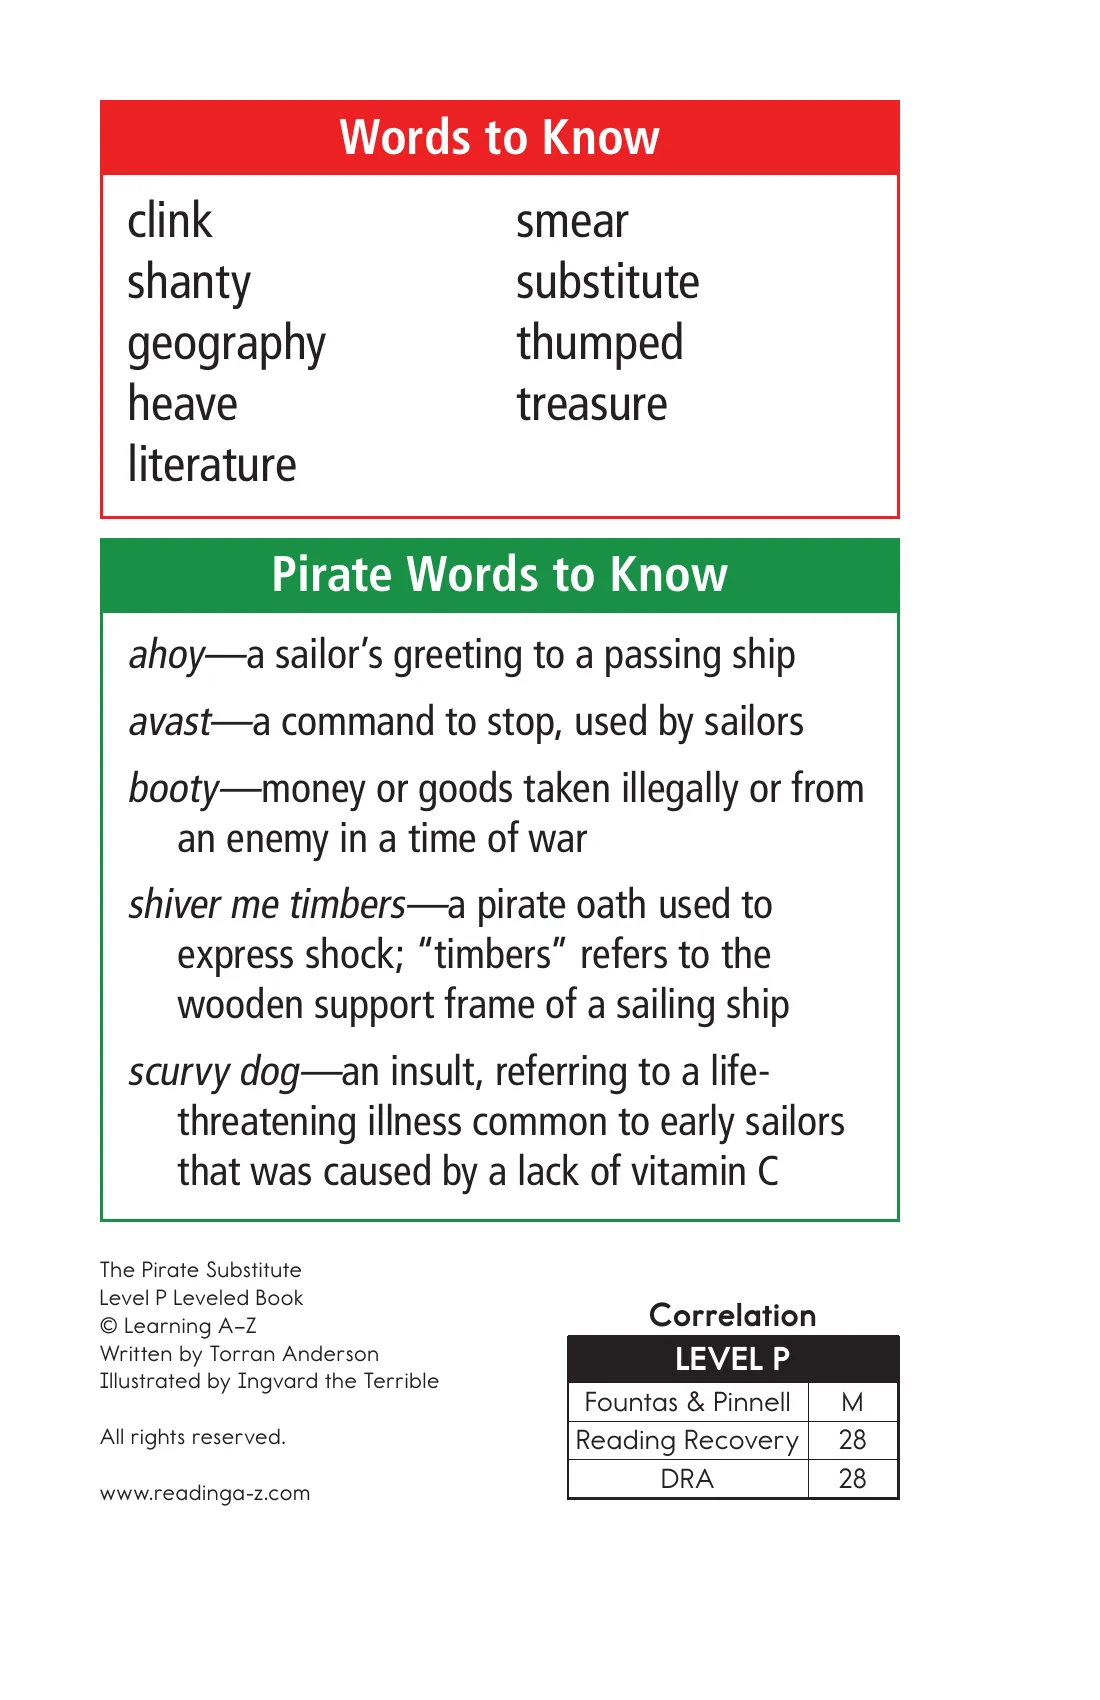 Words to Know
clink
shanty
geography
heave
literature
smear
substitute
thumped
treasure
Pirate Words to Know
ahoy—a sailor’s greeting to a passing ship
avast—a command to stop, used by sailors
booty—money or goods taken illegally or from
an enemy in a time of war
shiver me timbers—a pirate oath used to
express shock; “timbers” refers to the
wooden support frame of a sailing ship
scurvy dog—an insult, referring to a life-
threatening illness common to early sailors
that was caused by a lack of vitamin C
The Pirate Substitute
Level P Leveled Book
© Learning A–Z
Written by Torran Anderson
Illustrated by Ingvard the Terrible
All rights reserved.
www.readinga-z.com
Correlation
LEVEL P
Fountas & Pinnell M
Reading Recovery 28
DRA 28